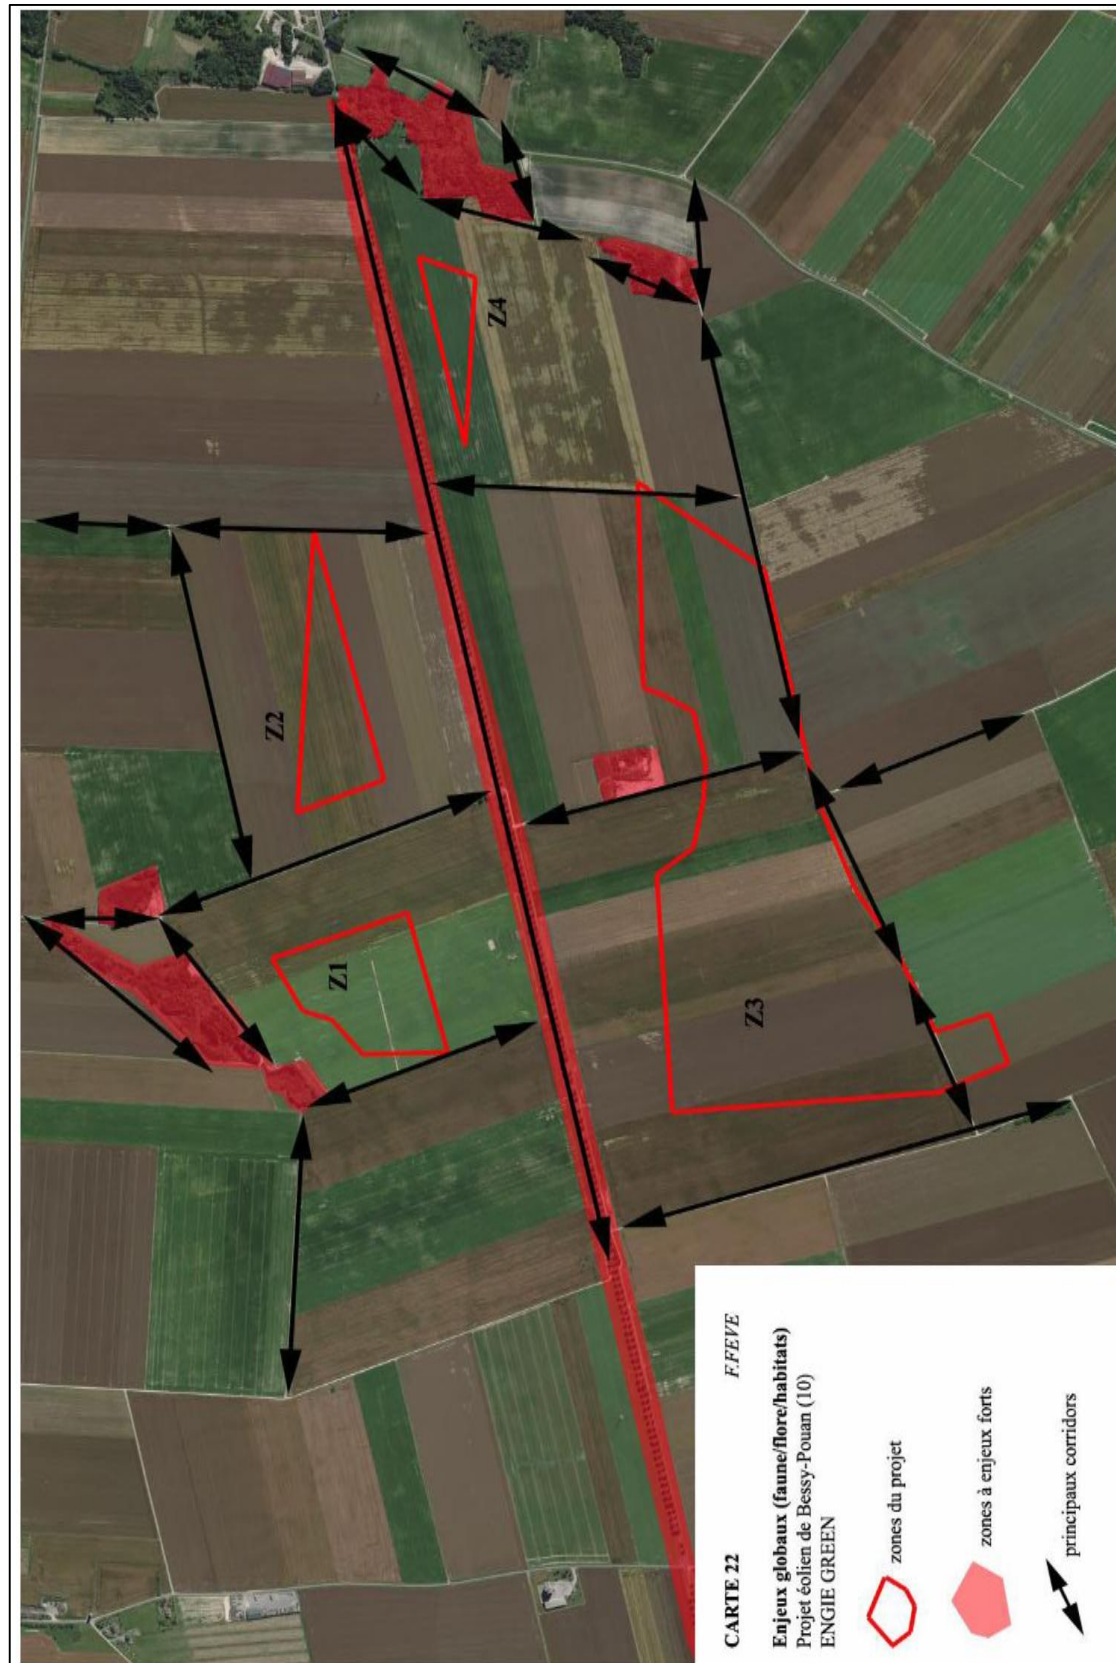 Z1
Z2
Z3
Z4
CARTE 22 F.FEVE
Enjeux globaux (faune/flore/habitats)
Projet éolien de Bessy-Pouan (10)
ENGIE GREEN
zones du projet
zones à enjeux forts
principaux corridors